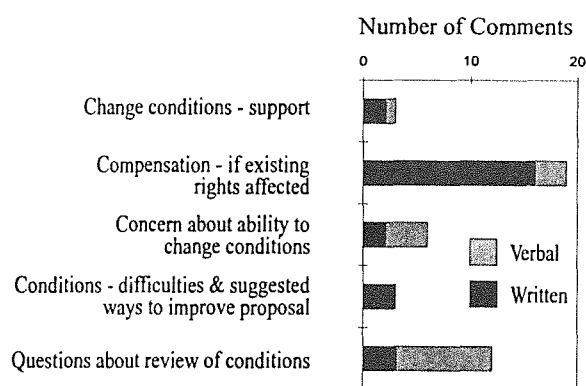 Number of Comments
0 10 20
Change conditions - support
Compensation - if existing
rights affected
Concern about ability to
change conditions
Verbal
Conditions - difficulties & suggested
ways to improve proposal
Written
Questions about review of conditions